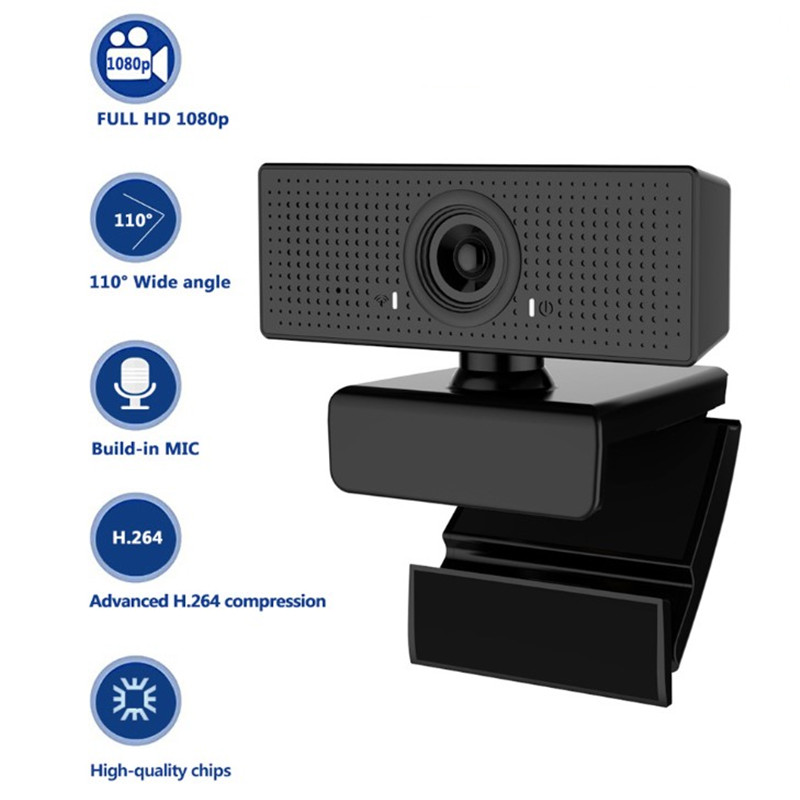 1080p
FULL HD 1080p
110°
110° Wide angle
Build-in MIC
H.264
Advanced H.264 compression
High-quality chips